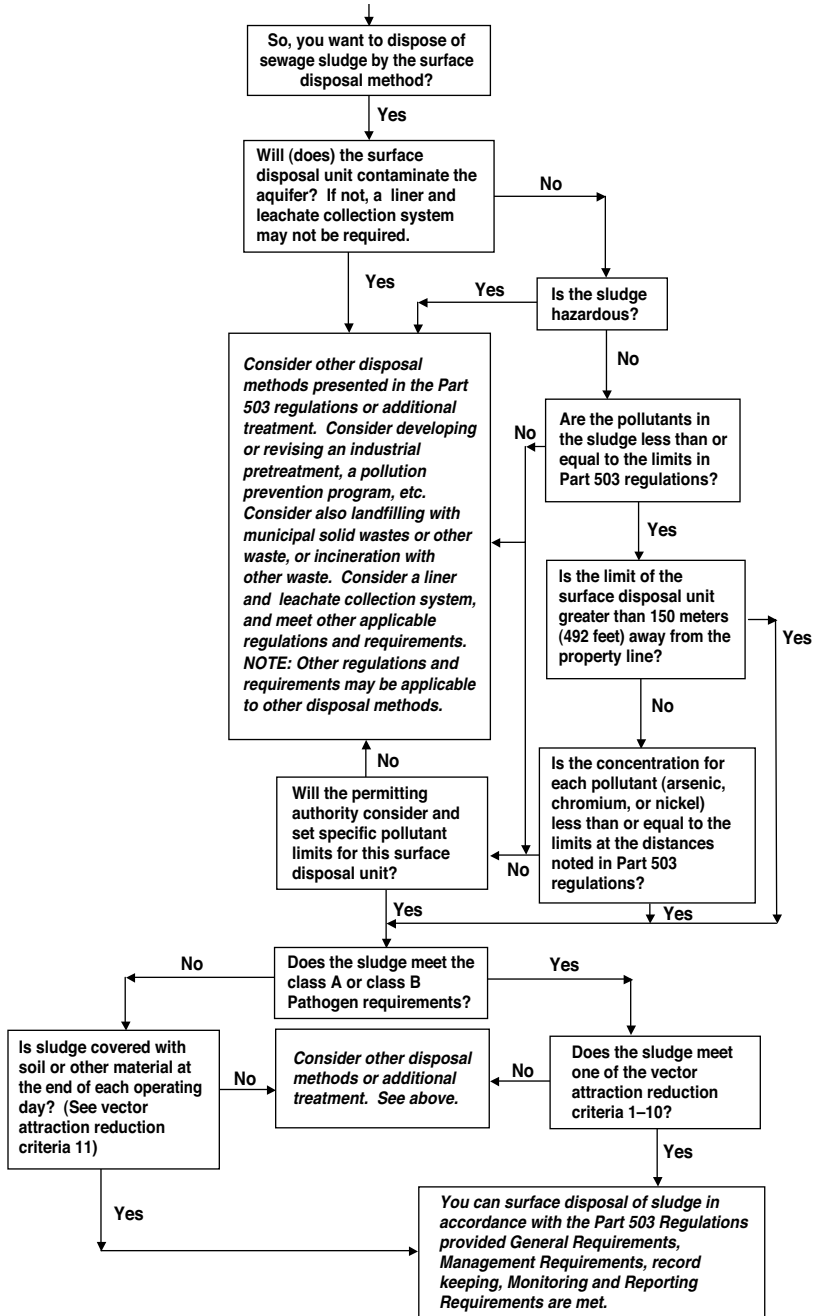 So, you want to dispose of
sewage sludge by the surface
disposal method?
Yes
Will (does) the surface
disposal unit contaminate the
aquifer? If not, a liner and
leachate collection system
may not be required.
No
Yes
Yes
Is the sludge
hazardous?
No
Consider other disposal
methods presented in the Part
503 regulations or additional
treatment. Consider developing
or revising an industrial
pretreatment, a pollution
prevention program, etc.
Consider also landfilling with
municipal solid wastes or other
waste, or incineration with
other waste. Consider a liner
and leachate collection system,
and meet other applicable
regulations and requirements.
NOTE: Other regulations and
requirements may be applicable
to other disposal methods.
No
Are the pollutants in
the sludge less than or
equal to the limits in
Part 503 regulations?
Yes
Is the limit of the
surface disposal unit
greater than 150 meters
(492 feet) away from the
property line?
Yes
No
Is the concentration for
each pollutant (arsenic,
chromium, or nickel)
less than or equal to the
limits at the distances
noted in Part 503
regulations?
No
Yes
No
Will the permitting
authority consider and
set specific pollutant
limits for this surface
disposal unit?
Yes
Does the sludge meet the
class A or class B
Pathogen requirements?
No
Yes
Is sludge covered with
soil or other material at
the end of each operating
day? (See vector
attraction reduction
criteria 11)
No
Consider other disposal
methods or additional
treatment. See above.
No
Does the sludge meet
one of the vector
attraction reduction
criteria 1–10?
Yes
Yes
You can surface disposal of sludge in
accordance with the Part 503 Regulations
provided General Requirements,
Management Requirements, record
keeping, Monitoring and Reporting
Requirements are met.